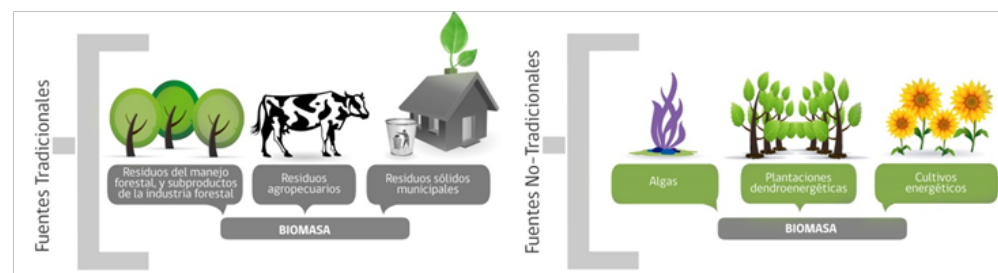 Fuentes Tradicionales
Residuos del manejo
forestal, y subproductos
de la industria forestal
Residuos
agropecuarios
Residuos sólidos
municipales
BIOMASA
Fuentes No-Tradicionales
Algas
Plantaciones
dendroenergéticas
Cultivos
energéticos
BIOMASA